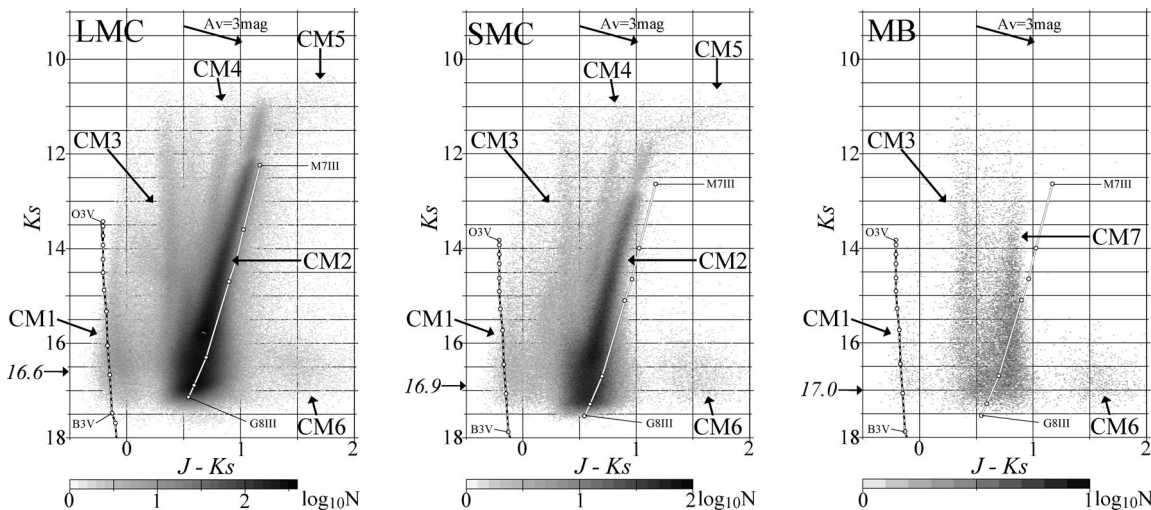 LMC
Av=3mag
CM5
CM4
CM3
M7III
O3V
CM2
CM1
16.6
B3V
G8III
CM6
10
12
14
16
18
Ks
0
1
2
J - Ks
0
1
2
log10N
SMC
Av=3mag
CM5
CM4
CM3
M7III
O3V
CM2
CM1
16.9
B3V
G8III
CM6
10
12
14
16
18
Ks
0
1
2
J - Ks
0
1
2
log10N
MB
Av=3mag
CM3
M7III
O3V
CM7
CM1
17.0
B3V
G8III
CM6
10
12
14
16
18
Ks
0
1
2
J - Ks
0
1
log10N